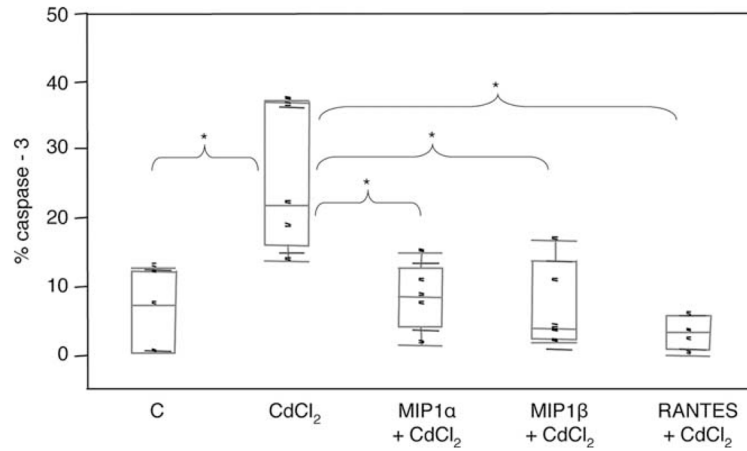 50
40
30
20
10
0
% caspase - 3
*
*
*
*
C
CdCl₂
MIP1α
+ CdCl₂
MIP1β
+ CdCl₂
RANTES
+ CdCl₂